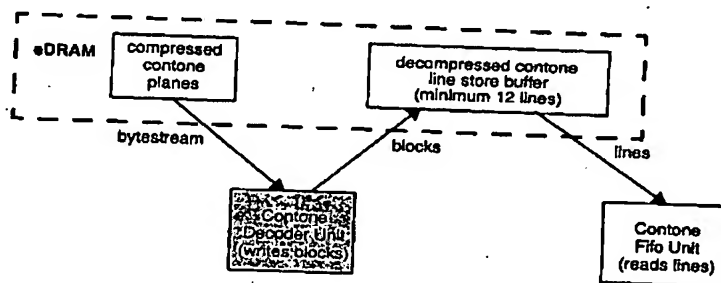 eDRAM
compressed
contone
planes
decompressed contone
line store buffer
(minimum 12 lines)
bytestream
blocks
lines
Contone
Decoder Unit
(writes blocks)
Contone
Fifo Unit
(reads lines)